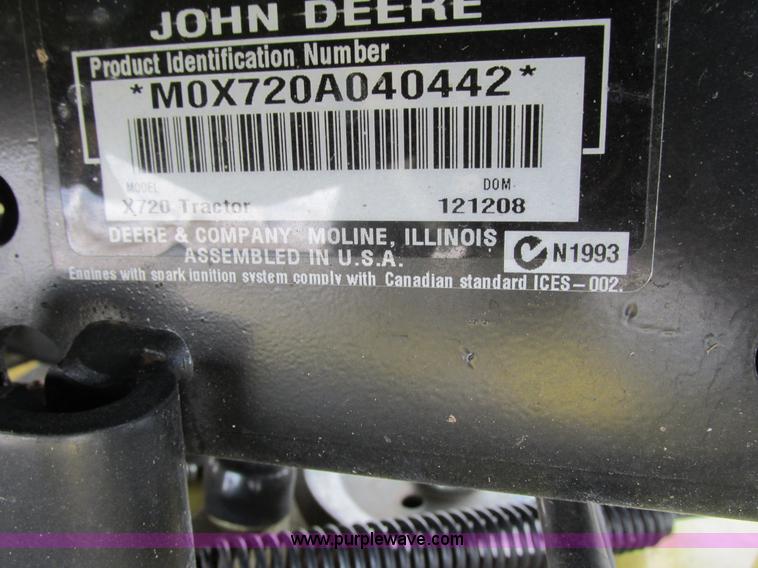 JOHN DEERE
Product Identification Number
*M0X720A040442*
MODEL DOM
X720 Tractor 121208
DEERE & COMPANY MOLINE, ILLINOIS
ASSEMBLED IN U.S.A.
N1993
Engines with spark ignition system comply with Canadian standard ICES-002.
www.purplewave.com